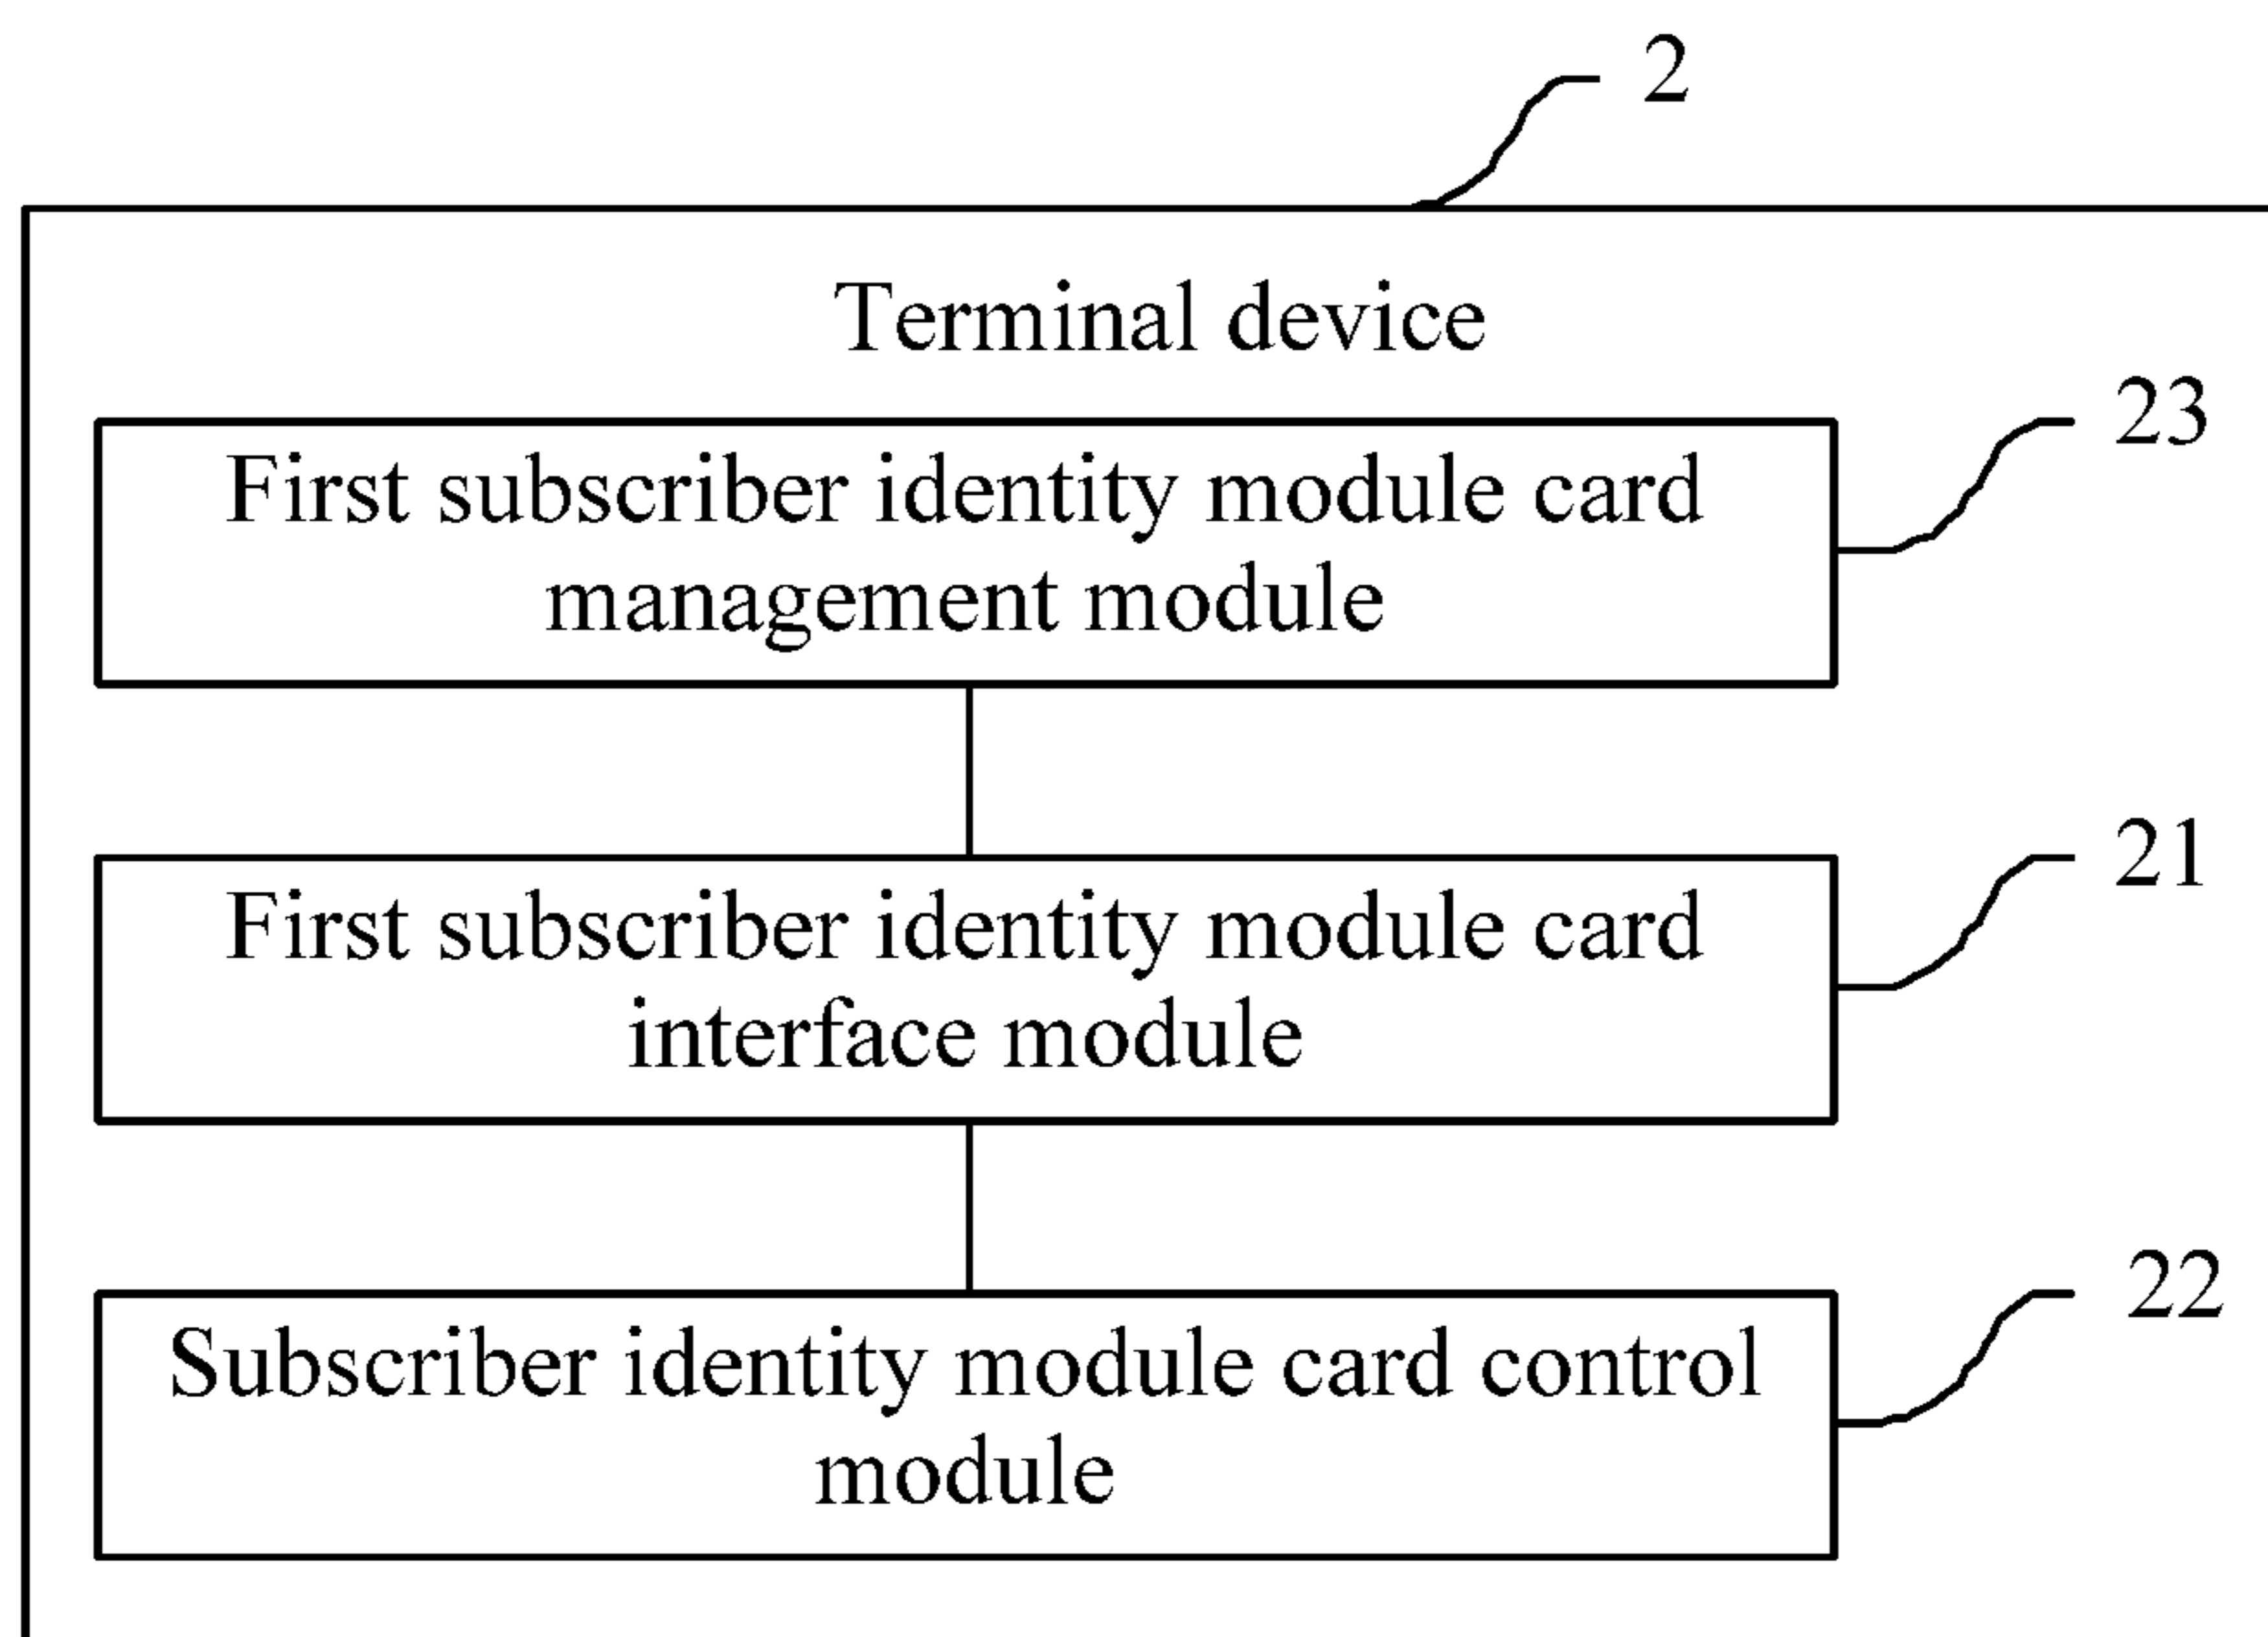 2
Terminal device
23
First subscriber identity module card
management module
21
First subscriber identity module card
interface module
22
Subscriber identity module card control
module